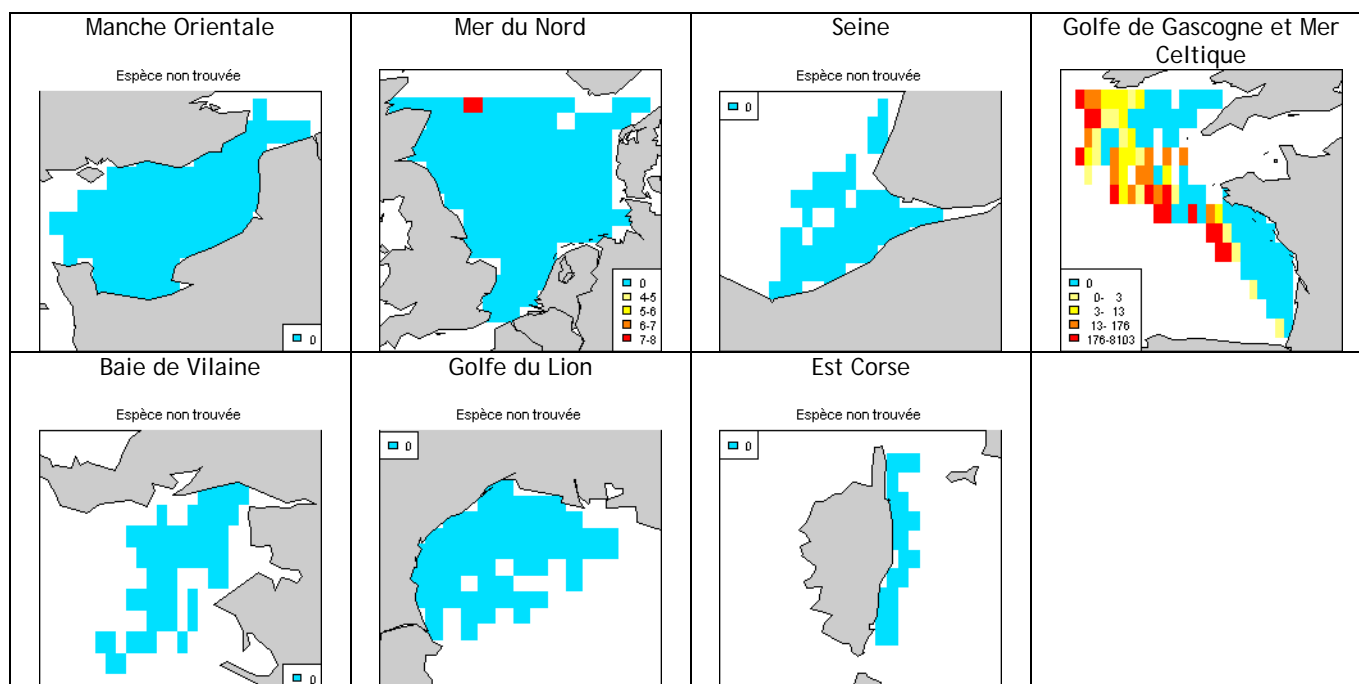 Manche Orientale
Espèce non trouvée
0
Mer du Nord
0
4-5
5-6
6-7
7-8
Seine
Espèce non trouvée
0
Golfe de Gascogne et Mer
Celtique
0
0- 3
3- 13
13- 176
176-8103
Baie de Vilaine
Espèce non trouvée
0
Golfe du Lion
Espèce non trouvée
0
Est Corse
Espèce non trouvée
0